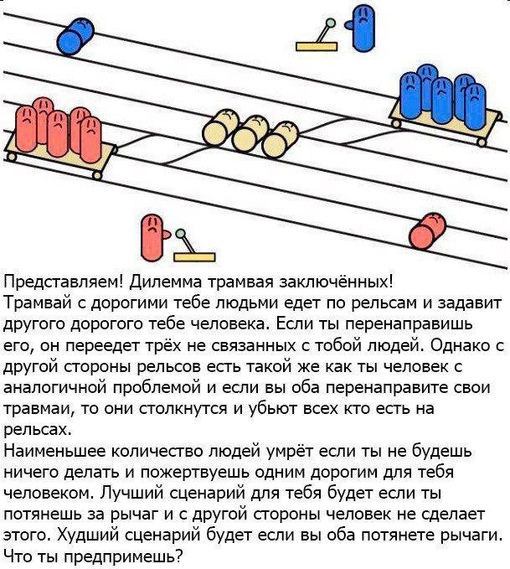 Представляем! Дилемма трамвая заключённых!
Трамвай с дорогими тебе людьми едет по рельсам и задавит
другого дорогого тебе человека. Если ты перенаправишь
его, он переедет трёх не связанных с тобой людей. Однако с
другой стороны рельсов есть такой же как ты человек с
аналогичной проблемой и если вы оба перенаправите свои
травмаи, то они столкнутся и убьют всех кто есть на
рельсах.
Наименьшее количество людей умрёт если ты не будешь
ничего делать и пожертвуешь одним дорогим для тебя
человеком. Лучший сценарий для тебя будет если ты
потянешь за рычаг и с другой стороны человек не сделает
этого. Худший сценарий будет если вы оба потянете рычаги.
Что ты предпримешь?